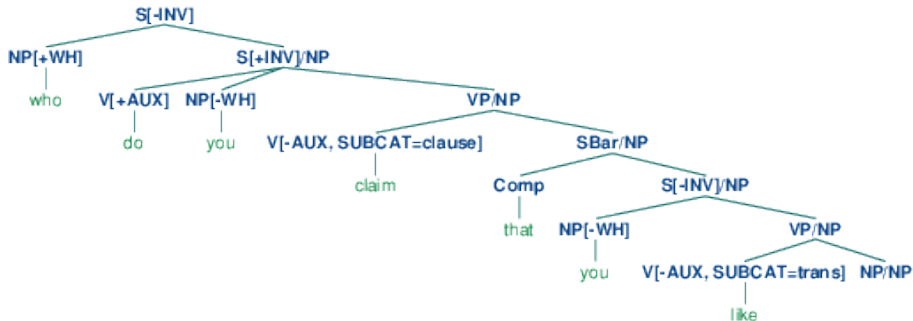 S[-INV]
NP[+WH] S[+INV]/NP
who V[+AUX] NP[-WH] VP/NP
do you V[-AUX, SUBCAT=clause] SBar/NP
claim Comp S[-INV]/NP
that NP[-WH] VP/NP
you V[-AUX, SUBCAT=trans] NP/NP
like